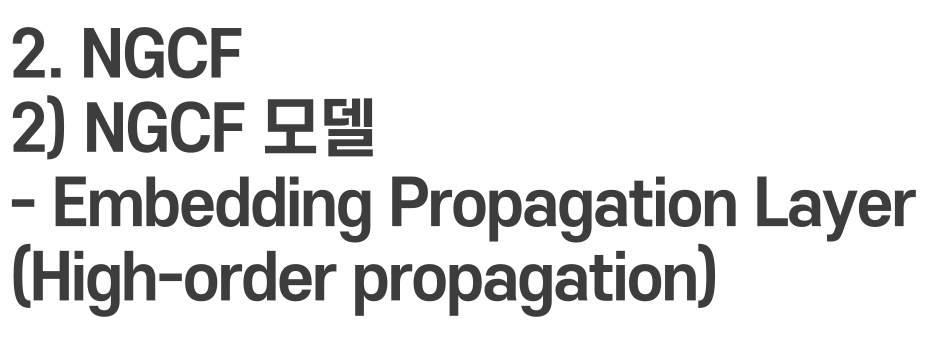 2. NGCF
2) NGCF 모델
- Embedding Propagation Layer
(High-order propagation)